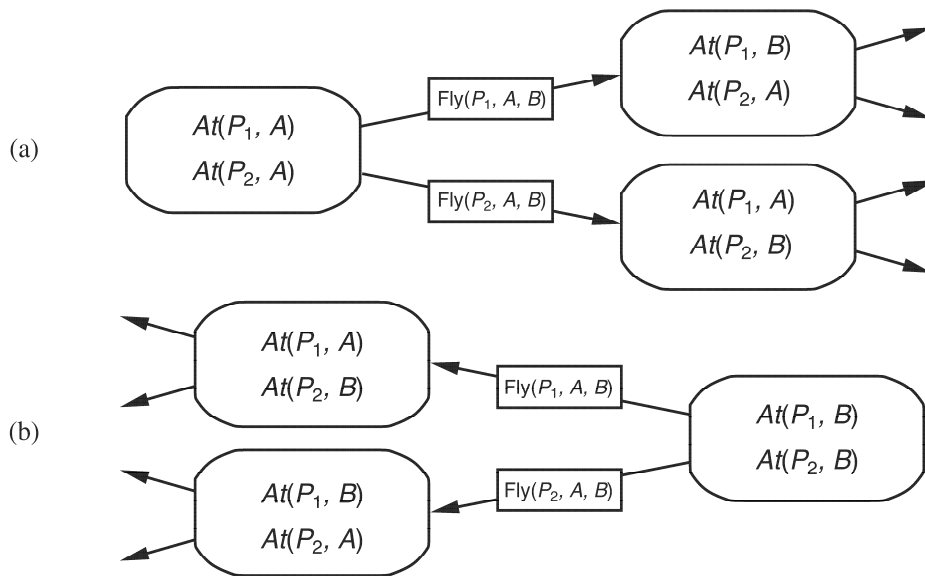 (a)
At(P₁, A)
At(P₂, A)
Fly(P₁, A, B)
Fly(P₂, A, B)
At(P₁, B)
At(P₂, A)
At(P₁, A)
At(P₂, B)
(b)
At(P₁, A)
At(P₂, B)
At(P₁, B)
At(P₂, A)
Fly(P₁, A, B)
Fly(P₂, A, B)
At(P₁, B)
At(P₂, B)